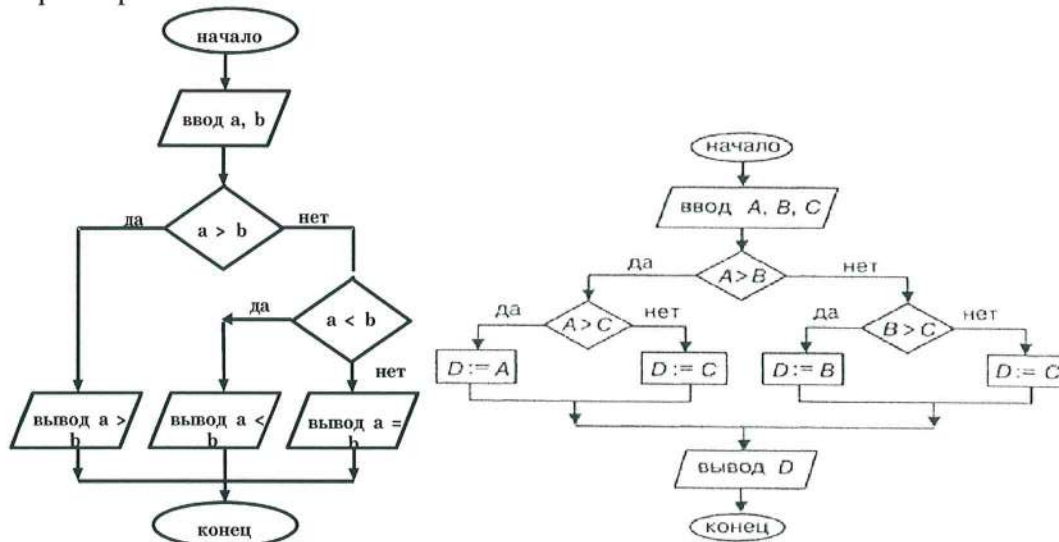 начало
ввод a, b
да
a > b
нет
да
a < b
нет
вывод a >
b
вывод a <
b
вывод a =
конец
начало
ввод A, B, C
да
A>B
нет
да
A>C
нет
да
B>C
нет
D:= A
D:= C
D:= B
D:= C
вывод D
конец